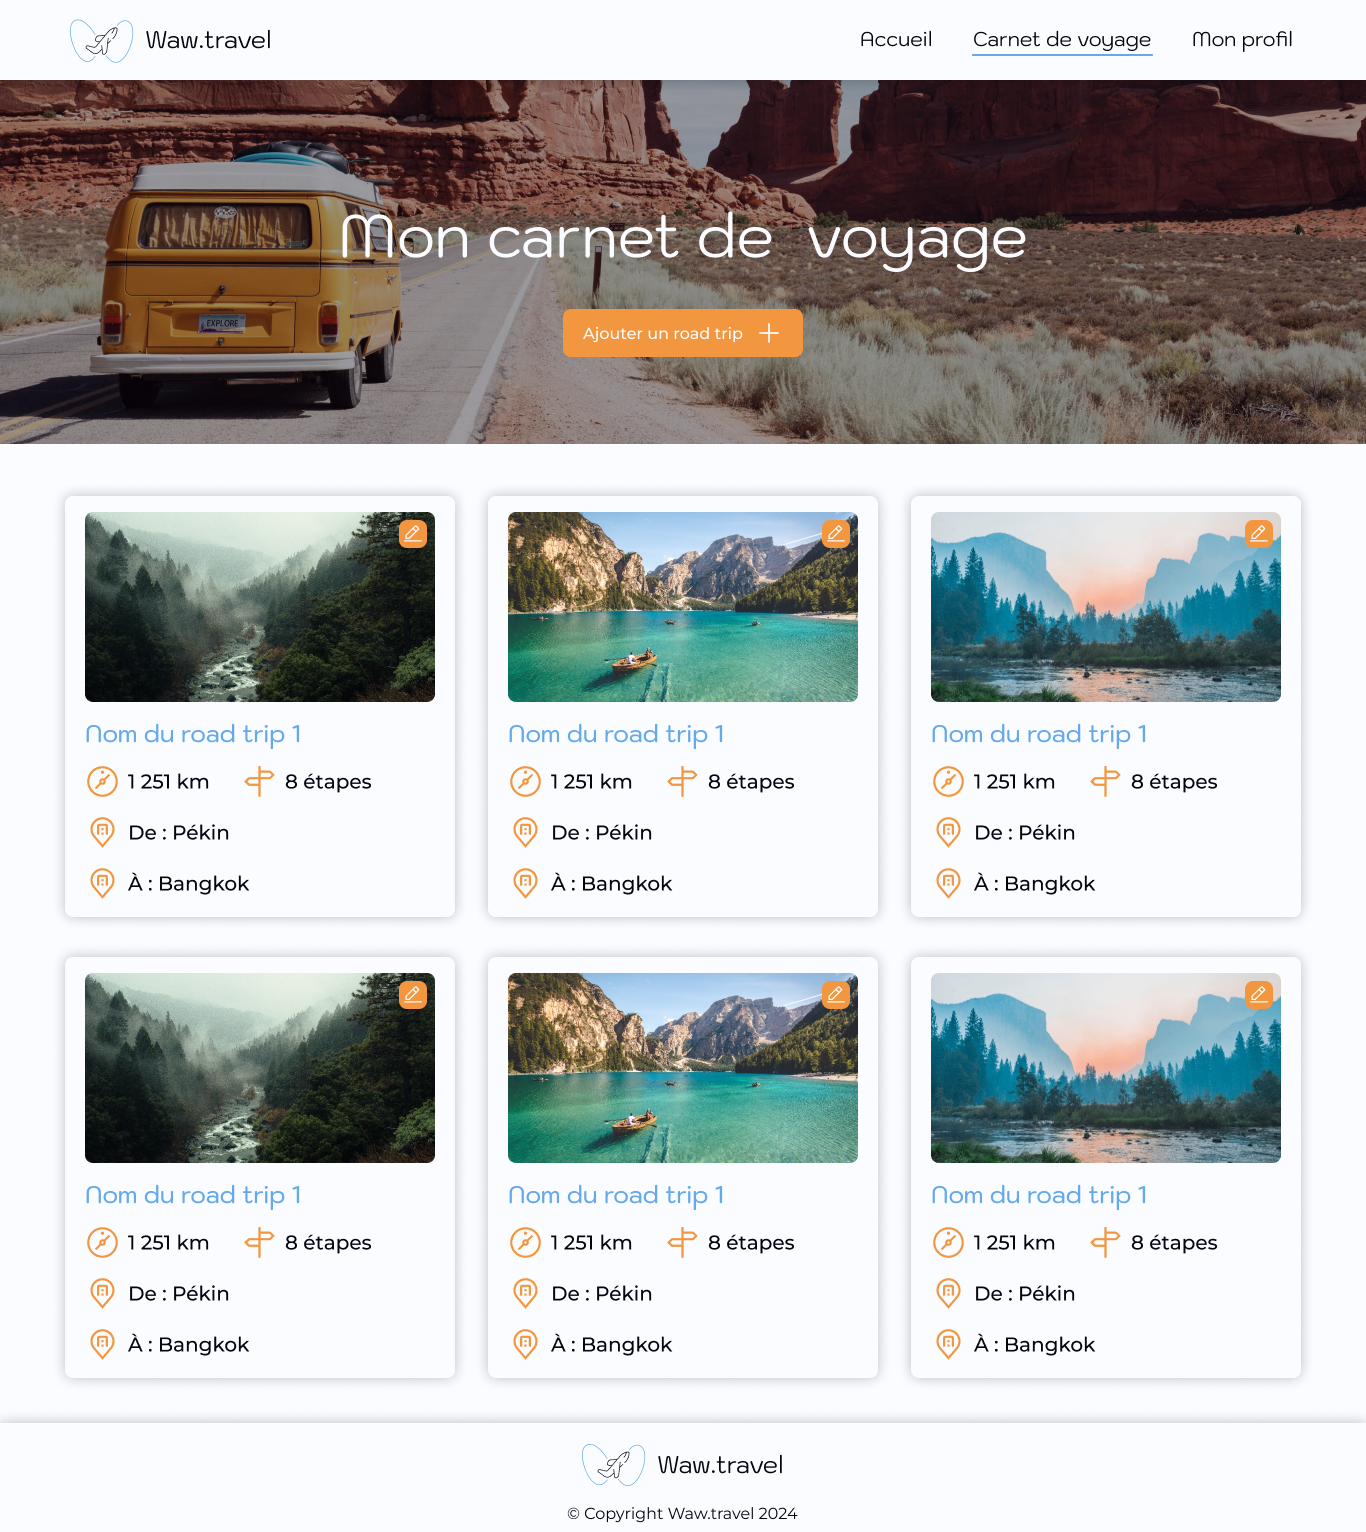 Waw.travel
Accueil Carnet de voyage Mon profil
Mon carnet de voyage
EXPLORE
Ajouter un road trip
Nom du road trip 1
1 251 km 8 étapes
De : Pékin
À : Bangkok
Nom du road trip 1
1 251 km 8 étapes
De : Pékin
À : Bangkok
Nom du road trip 1
1 251 km 8 étapes
De : Pékin
À : Bangkok
Nom du road trip 1
1 251 km 8 étapes
De : Pékin
À : Bangkok
Nom du road trip 1
1 251 km 8 étapes
De : Pékin
À : Bangkok
Nom du road trip 1
1 251 km 8 étapes
De : Pékin
À : Bangkok
Waw.travel
© Copyright Waw.travel 2024